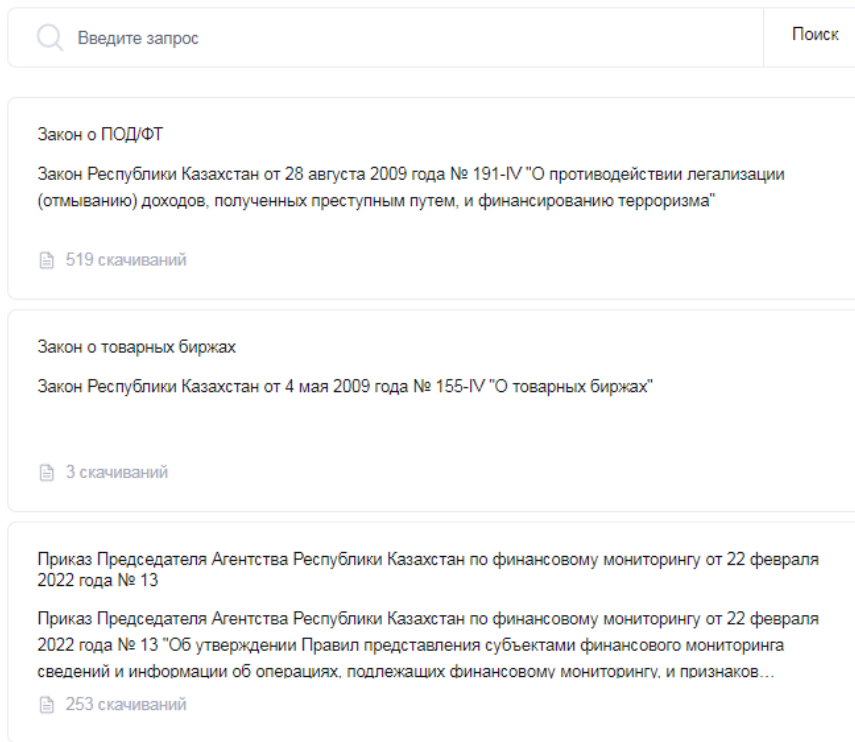 Введите запрос
Поиск
Закон о ПОД/ФТ
Закон Республики Казахстан от 28 августа 2009 года № 191-IV "О противодействии легализации
(отмыванию) доходов, полученных преступным путем, и финансированию терроризма"
519 скачиваний
Закон о товарных биржах
Закон Республики Казахстан от 4 мая 2009 года № 155-IV "О товарных биржах"
3 скачиваний
Приказ Председателя Агентства Республики Казахстан по финансовому мониторингу от 22 февраля
2022 года № 13
Приказ Председателя Агентства Республики Казахстан по финансовому мониторингу от 22 февраля
2022 года № 13 "Об утверждении Правил представления субъектами финансового мониторинга
сведений и информации об операциях, подлежащих финансовому мониторингу, и признаков...
253 скачиваний